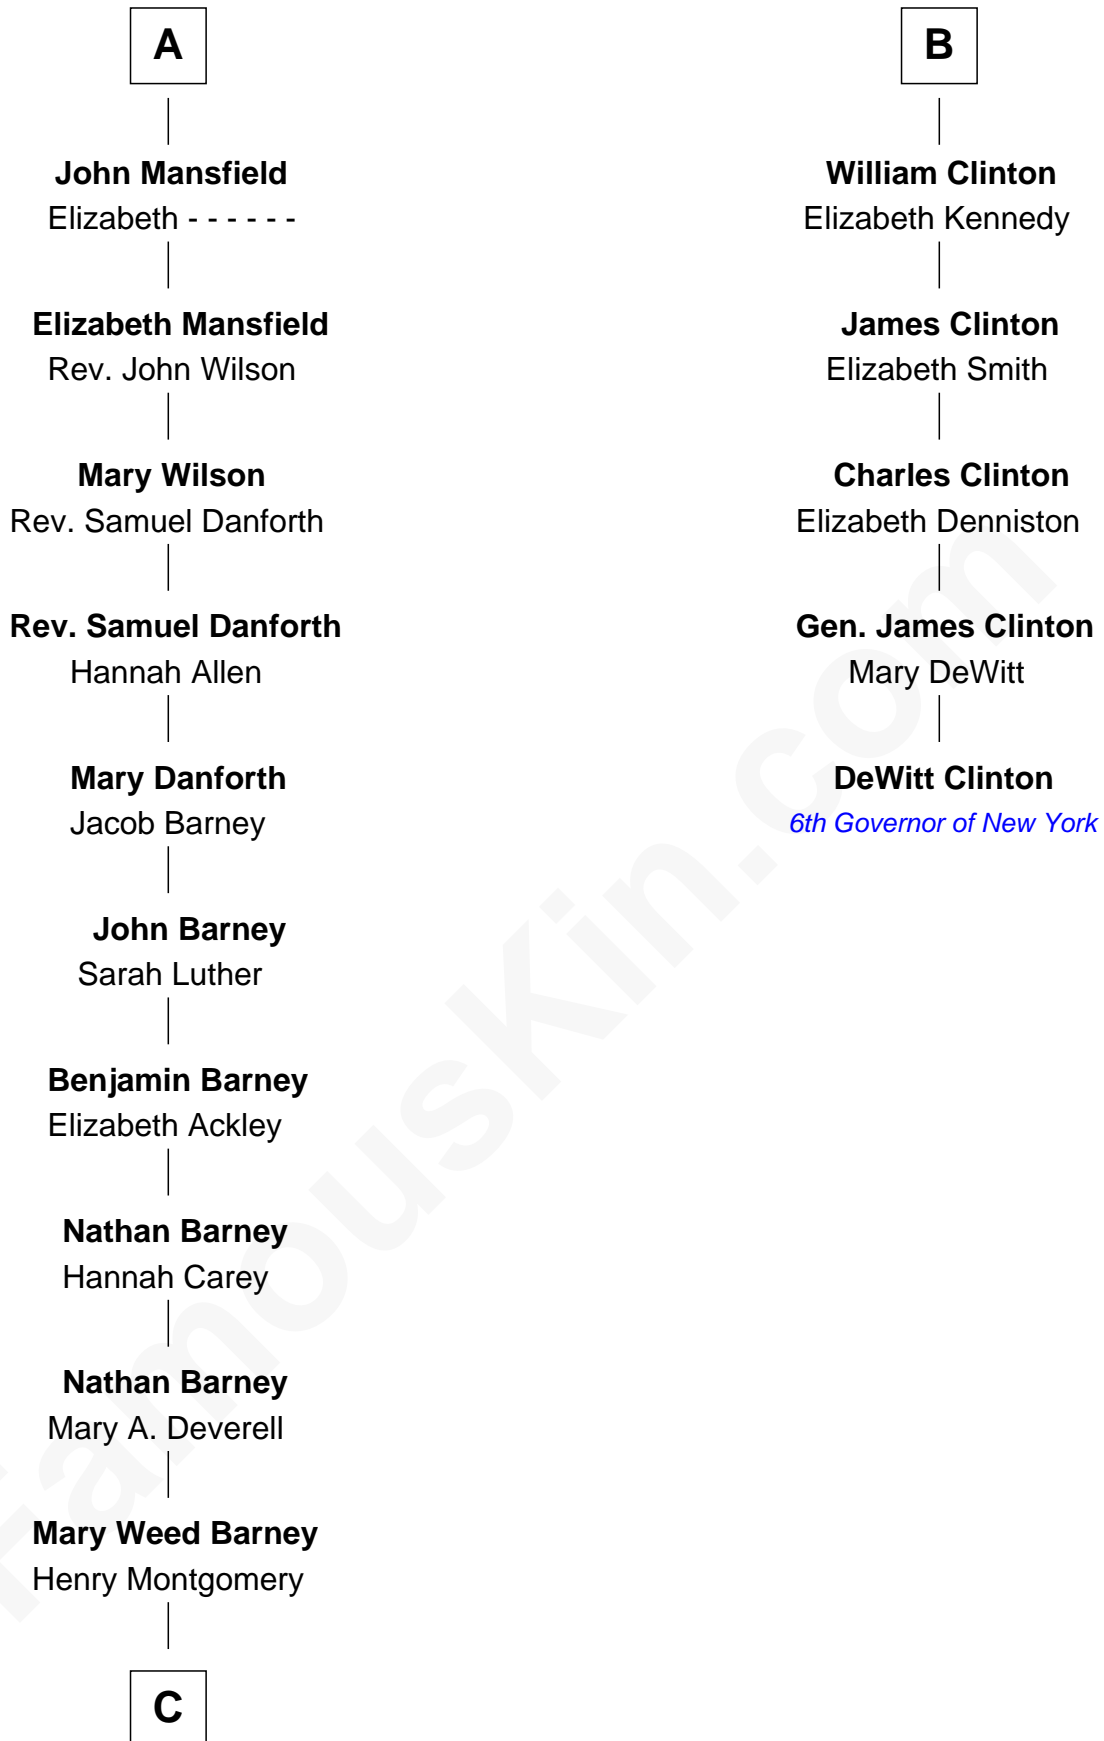 A
John Mansfield
Elizabeth - - - - - -
Elizabeth Mansfield
Rev. John Wilson
Mary Wilson
Rev. Samuel Danforth
Rev. Samuel Danforth
Hannah Allen
Mary Danforth
Jacob Barney
John Barney
Sarah Luther
Benjamin Barney
Elizabeth Ackley
Nathan Barney
Hannah Carey
Nathan Barney
Mary A. Deverell
Mary Weed Barney
Henry Montgomery
C
B
William Clinton
Elizabeth Kennedy
James Clinton
Elizabeth Smith
Charles Clinton
Elizabeth Denniston
Gen. James Clinton
Mary DeWitt
DeWitt Clinton
6th Governor of New York
FamousKin.com